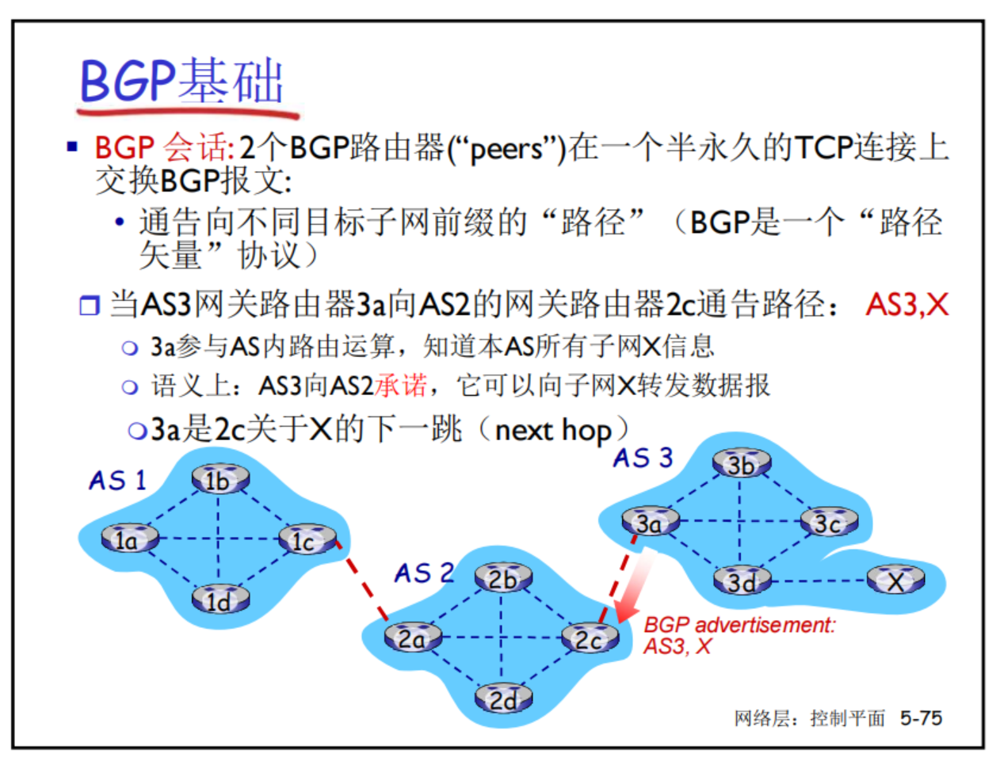 BGP基础
BGP 会话:2个BGP路由器(“peers”)在一个半永久的TCP连接上
交换BGP报文:
• 通告向不同目标子网前缀的“路径”（BGP是一个“路径
矢量”协议）
当AS3网关路由器3a向AS2的网关路由器2c通告路径： AS3,X
3a参与AS内路由运算，知道本AS所有子网X信息
语义上：AS3向AS2承诺，它可以向子网X转发数据报
3a是2c关于X的下一跳（next hop）
AS 1
1b
1a
1c
1d
AS 2
2b
2a
2c
2d
AS 3
3b
3a
3c
3d
X
BGP advertisement:
AS3, X
网络层：控制平面 5-75